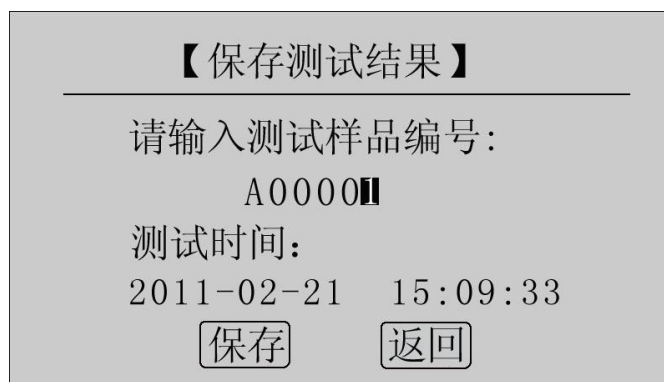 【保存测试结果】
请输入测试样品编号:
A00001
测试时间：
2011-02-21 15:09:33
保存 返回